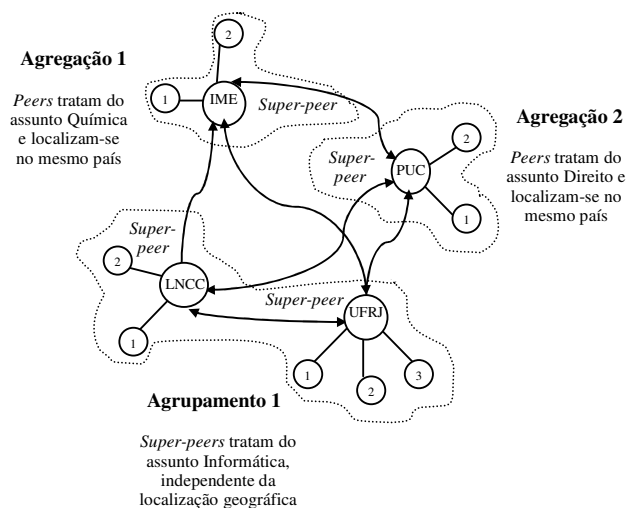 Agregação 1
Peers tratam do
assunto Química
e localizam-se
no mesmo país
2
1
IME
Super-peer
Agregação 2
Peers tratam do
assunto Direito e
localizam-se no
mesmo país
Super-
peer
PUC
2
1
Super-
peer
2
LNCC
1
Super-peer
UFRJ
1
2
3
Agrupamento 1
Super-peers tratam do
assunto Informática,
independente da
localização geográfica